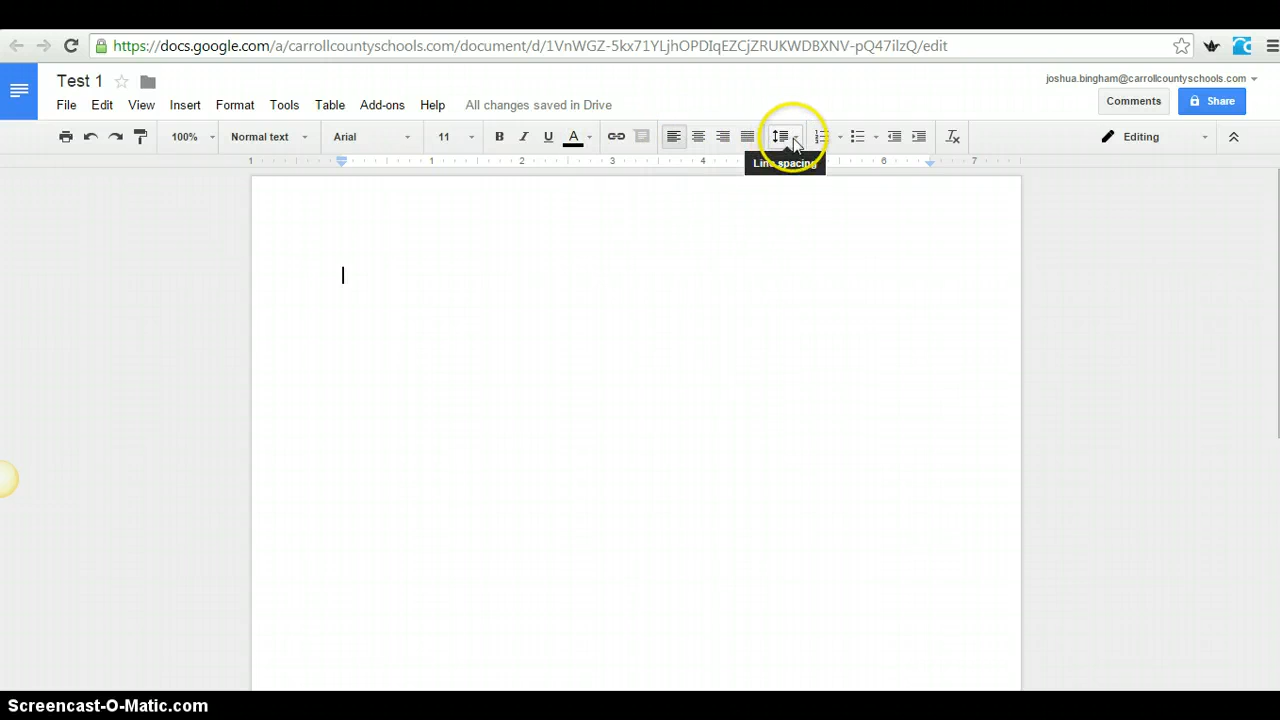 https://docs.google.com/a/carrollcountyschools.com/document/d/1VnWGZ-5kx71YLjhOPDIqEZCjZRUKWDBXNV-pQ47ilzQ/edit
Test 1
joshua.bingham@carrollcountyschools.com
File Edit View Insert Format Tools Table Add-ons Help All changes saved in Drive
Comments Share
100% Normal text Arial 11 B I U A Editing
1 1 2 3 4 6 7
Line spacing
Screencast-O-Matic.com